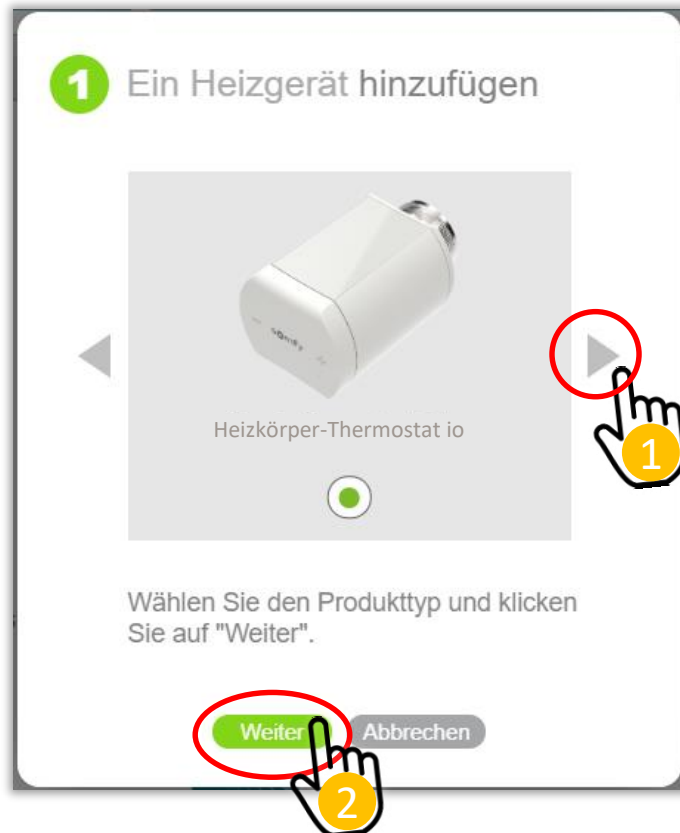 1 Ein Heizgerät hinzufügen
somfy
Heizkörper-Thermostat io
1
Wählen Sie den Produkttyp und klicken
Sie auf "Weiter".
Weiter Abbrechen
2